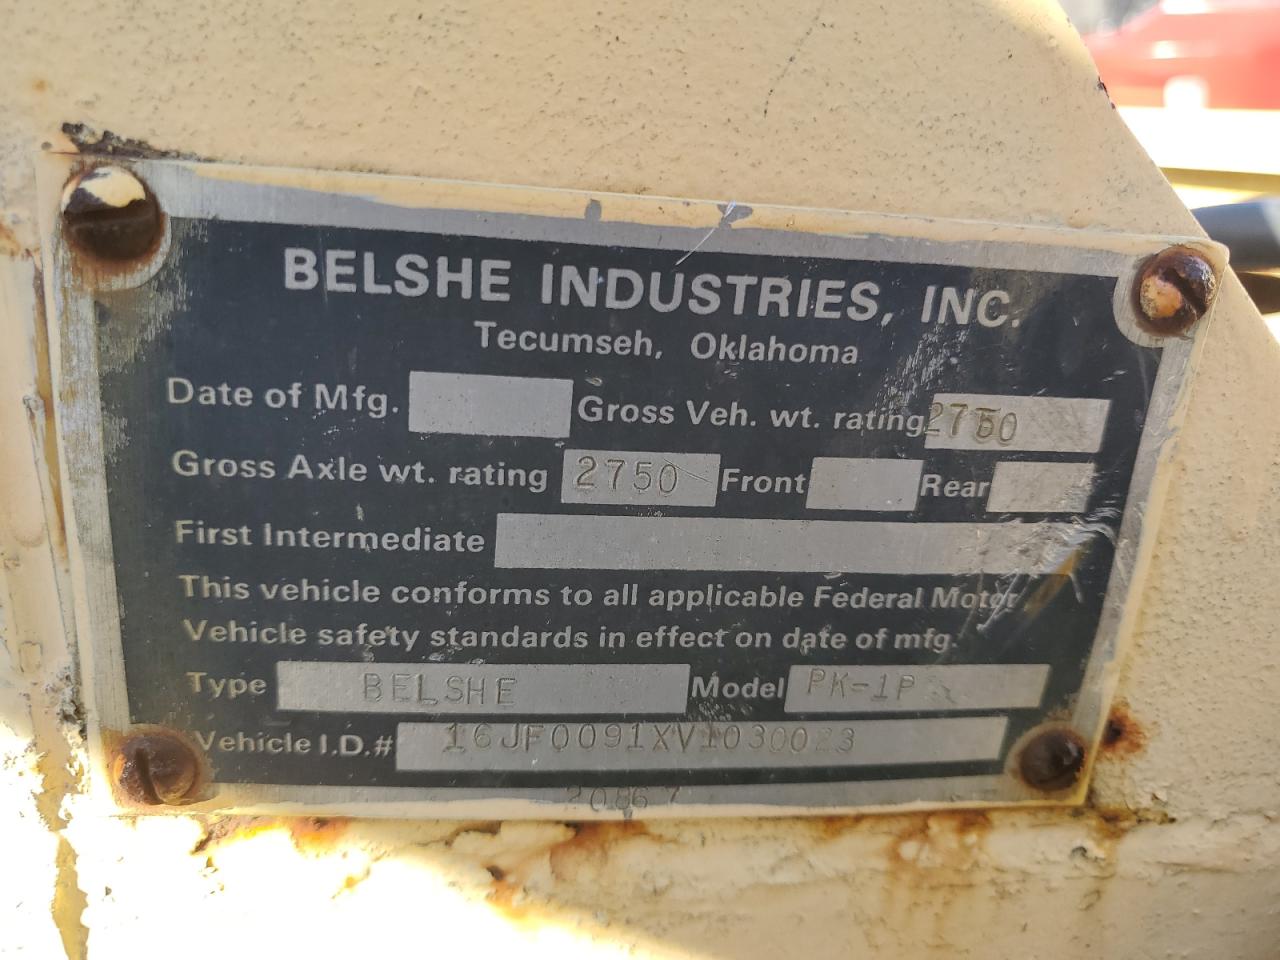 BELSHE INDUSTRIES, INC.
Tecumseh, Oklahoma
Date of Mfg. Gross Veh. wt. rating 2750
Gross Axle wt. rating 2750 Front Rear
First Intermediate
This vehicle conforms to all applicable Federal Motor
Vehicle safety standards in effect on date of mfg.
Type BELSHE Model PK-1P
Vehicle I.D.# 16JF0091XV1030023
20867